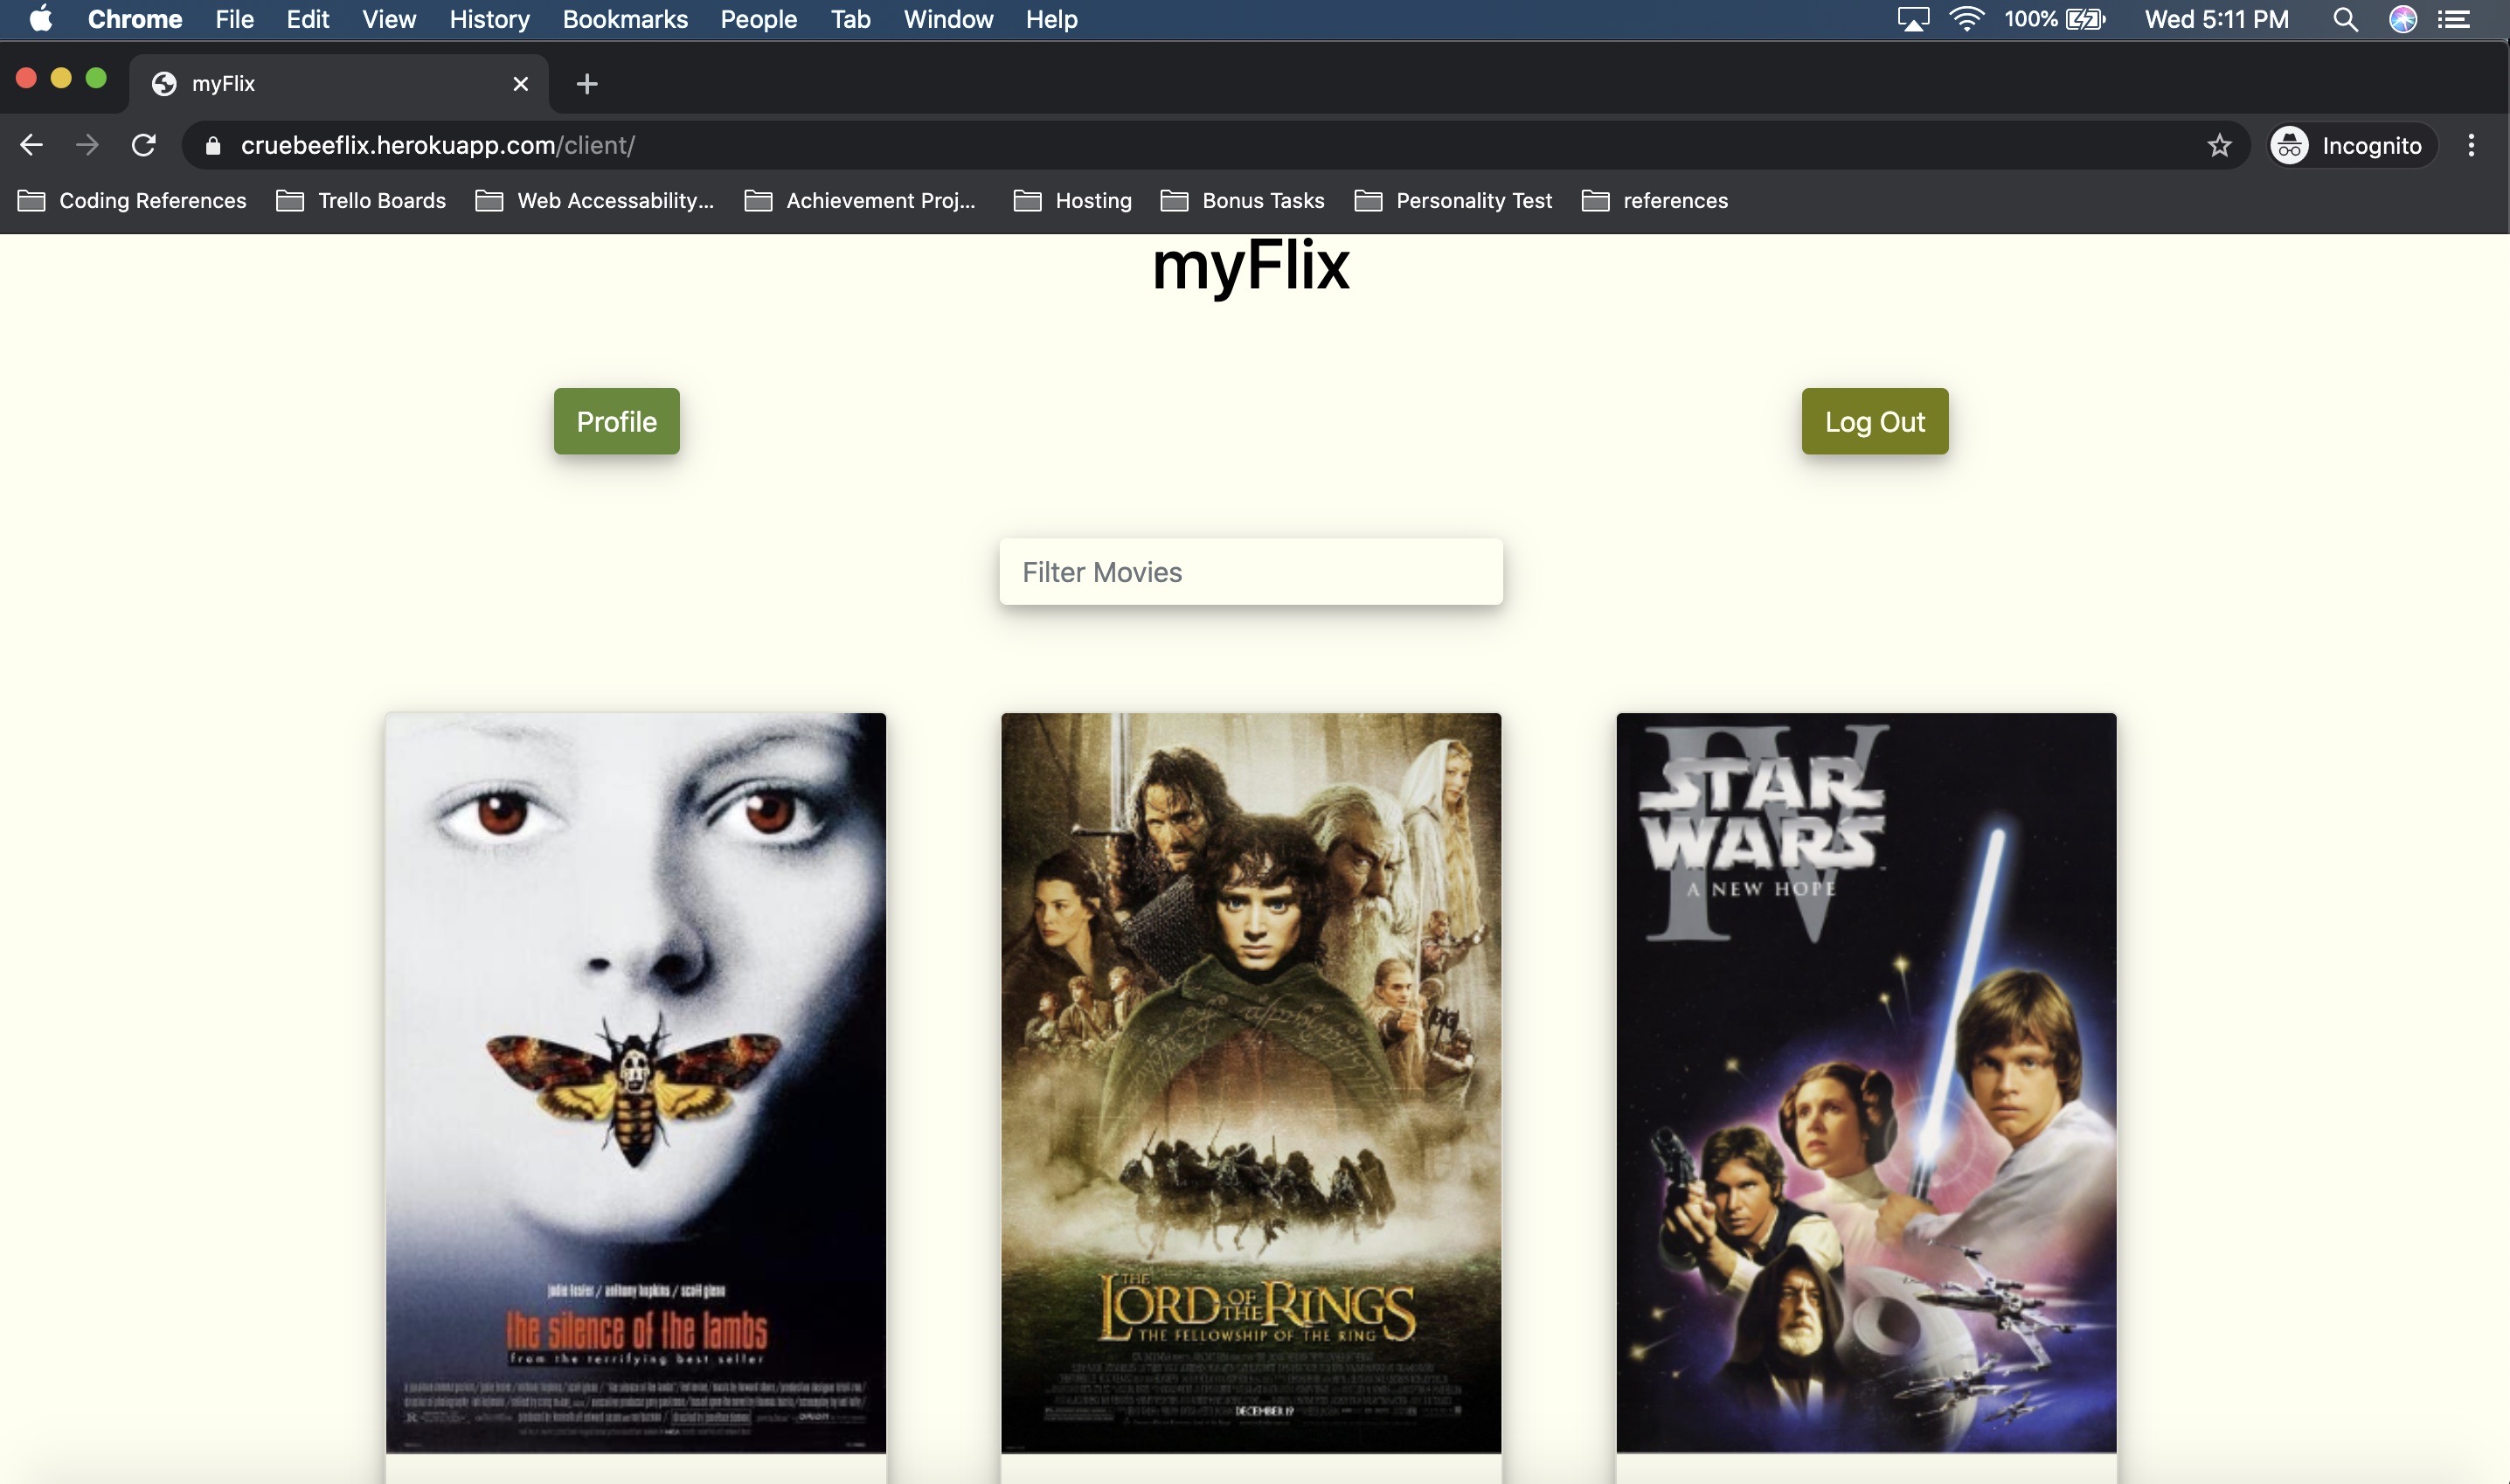 Chrome File Edit View History Bookmarks People Tab Window Help 100% Wed 5:11 PM
myFlix
cruebeeflix.herokuapp.com/client/ Incognito
Coding References Trello Boards Web Accessability... Achievement Proj... Hosting Bonus Tasks Personality Test references
myFlix
Profile Log Out
Filter Movies
jodie foster / anthony hopkins / scott glenn
the silence of the lambs
from the terrifying best seller
THE
LORD OF THE RINGS
THE FELLOWSHIP OF THE RING
DECEMBER 19
IV
STAR
WARS
A NEW HOPE